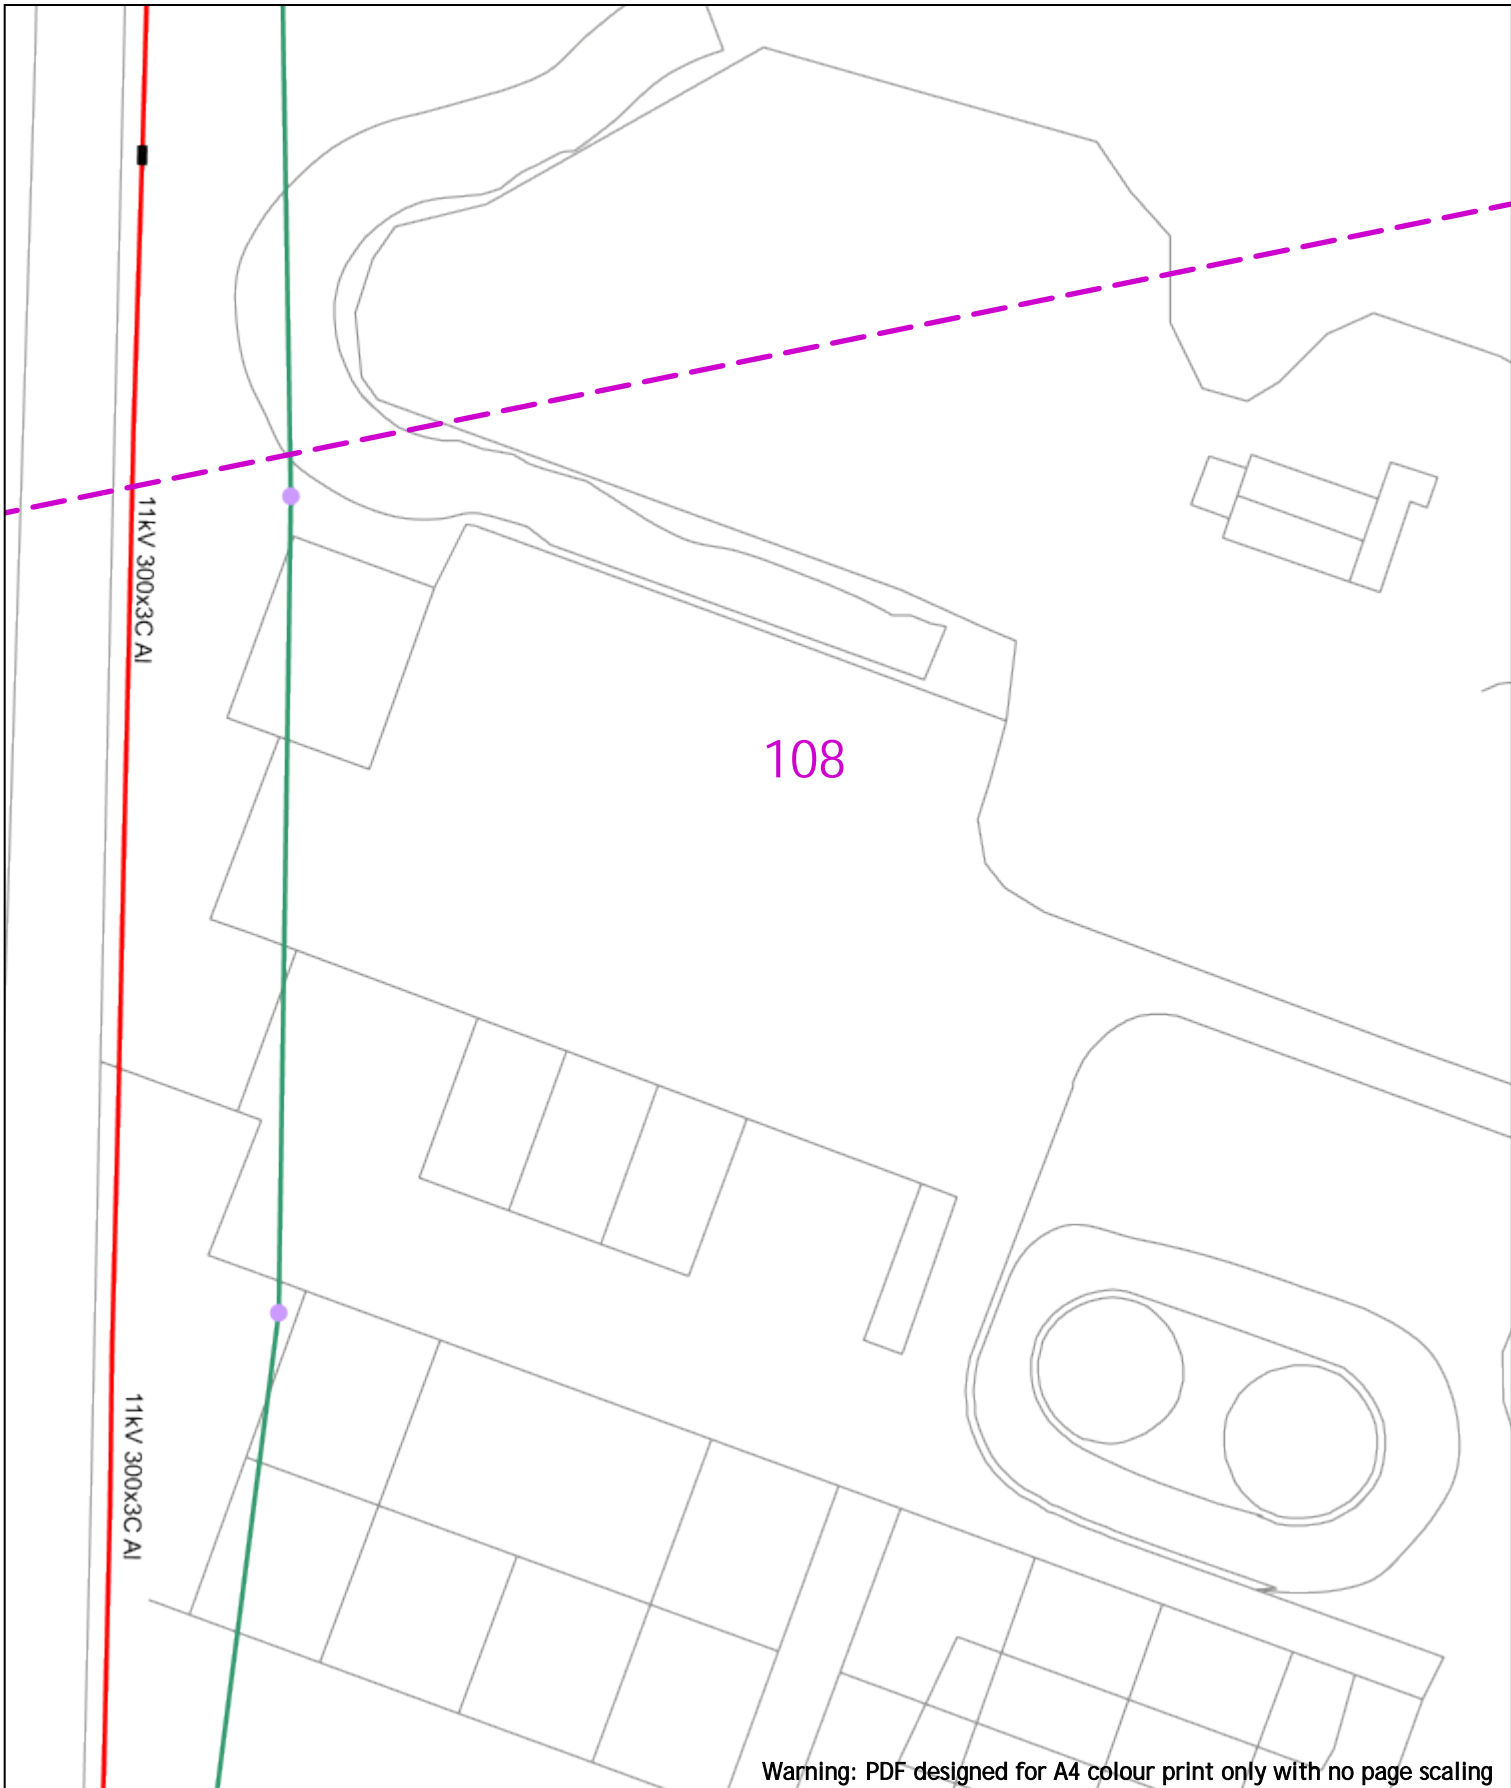 11kV 300x3C Al
108
11kV 300x3C Al
Warning: PDF designed for A4 colour print only with no page scaling